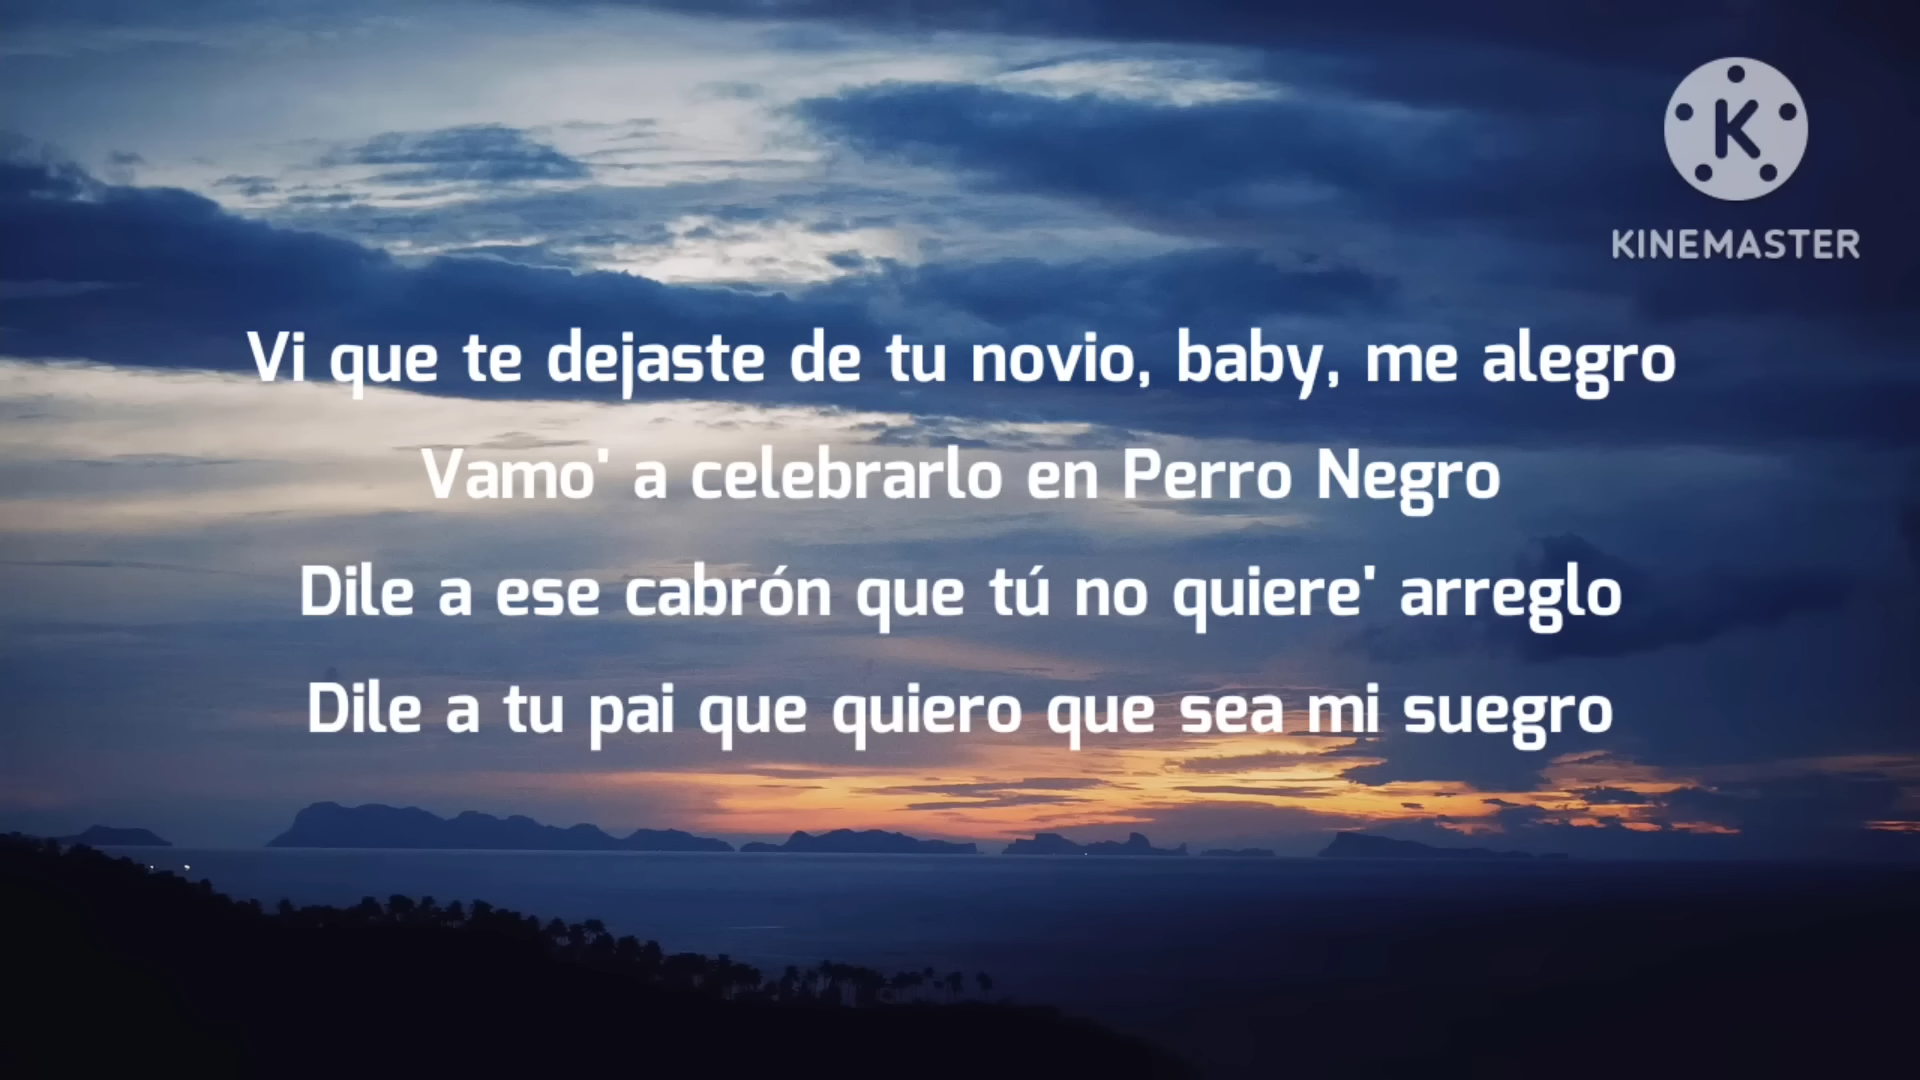 K
KINEMASTER
Vi que te dejaste de tu novio, baby, me alegro
Vamo' a celebrarlo en Perro Negro
Dile a ese cabrón que tú no quiere' arreglo
Dile a tu pai que quiero que sea mi suegro